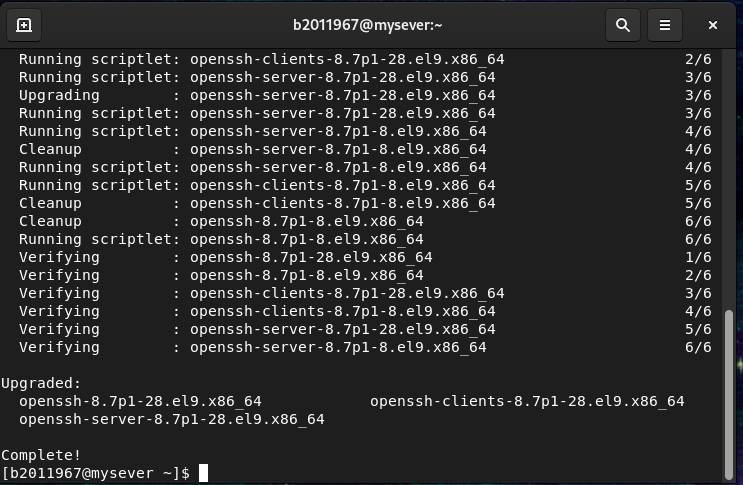 b2011967@mysever:~
Running scriptlet: openssh-clients-8.7p1-28.el9.x86_64 2/6
Running scriptlet: openssh-server-8.7p1-28.el9.x86_64 3/6
Upgrading : openssh-server-8.7p1-28.el9.x86_64 3/6
Running scriptlet: openssh-server-8.7p1-28.el9.x86_64 3/6
Running scriptlet: openssh-server-8.7p1-8.el9.x86_64 4/6
Cleanup : openssh-server-8.7p1-8.el9.x86_64 4/6
Running scriptlet: openssh-server-8.7p1-8.el9.x86_64 4/6
Running scriptlet: openssh-clients-8.7p1-8.el9.x86_64 5/6
Cleanup : openssh-clients-8.7p1-8.el9.x86_64 5/6
Cleanup : openssh-8.7p1-8.el9.x86_64 6/6
Running scriptlet: openssh-8.7p1-8.el9.x86_64 6/6
Verifying : openssh-8.7p1-28.el9.x86_64 1/6
Verifying : openssh-8.7p1-8.el9.x86_64 2/6
Verifying : openssh-clients-8.7p1-28.el9.x86_64 3/6
Verifying : openssh-clients-8.7p1-8.el9.x86_64 4/6
Verifying : openssh-server-8.7p1-28.el9.x86_64 5/6
Verifying : openssh-server-8.7p1-8.el9.x86_64 6/6
Upgraded:
openssh-8.7p1-28.el9.x86_64 openssh-clients-8.7p1-28.el9.x86_64
openssh-server-8.7p1-28.el9.x86_64
Complete!
[b2011967@mysever ~]$